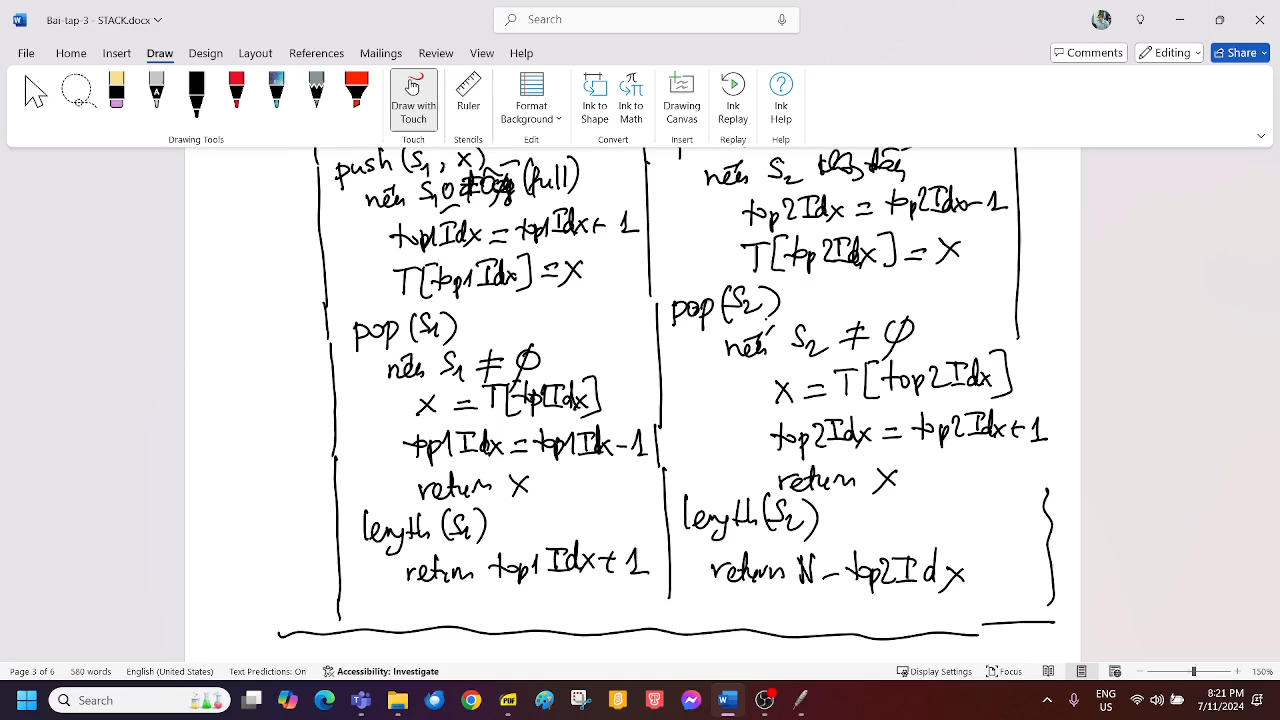 Bai-tap-3 - STACK.docx
Search
File Home Insert Draw Design Layout References Mailings Review View Help
Comments
Editing
Share
Draw with Touch
Ruler
Format Background
Ink to Shape
Ink to Math
Drawing Canvas
Ink Replay
Ink Help
Drawing Tools
Touch
Stencils
Edit
Convert
Insert
Replay
Help
push (S1, x)
nếu S1 (full)
top1Idx = top1Idx + 1
T[top1Idx] = x
pop (S1)
nếu S1 ≠ ∅
x = T[top1Idx]
top1Idx = top1Idx - 1
return x
length (S1)
return top1Idx + 1
nếu S2
top2Idx = top2Idx - 1
T[top2Idx] = x
pop (S2)
nếu S2 ≠ ∅
x = T[top2Idx]
top2Idx = top2Idx + 1
return x
length (S2)
return N - top2Idx
Page 3 of 6 580 words English (United States) Text Predictions: On Accessibility: Investigate
Display Settings Focus 150%
Search
ENG US
8:21 PM
7/11/2024